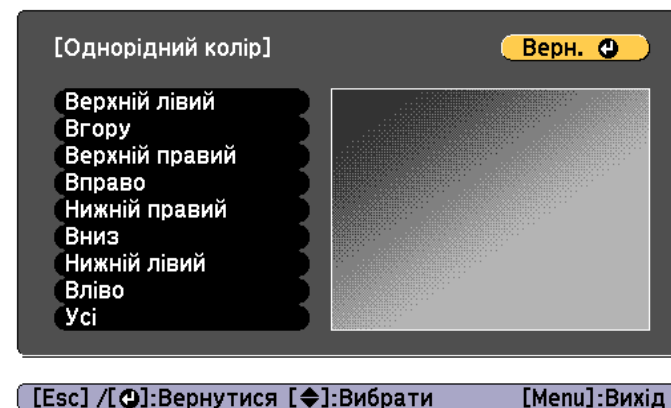 [Однорідний колір]
Верн.
Верхній лівий
Вгору
Верхній правий
Вправо
Нижній правий
Вниз
Нижній лівий
Вліво
Усі
[Esc] /[⏎]:Вернутися [◆]:Вибрати [Menu]:Вихід